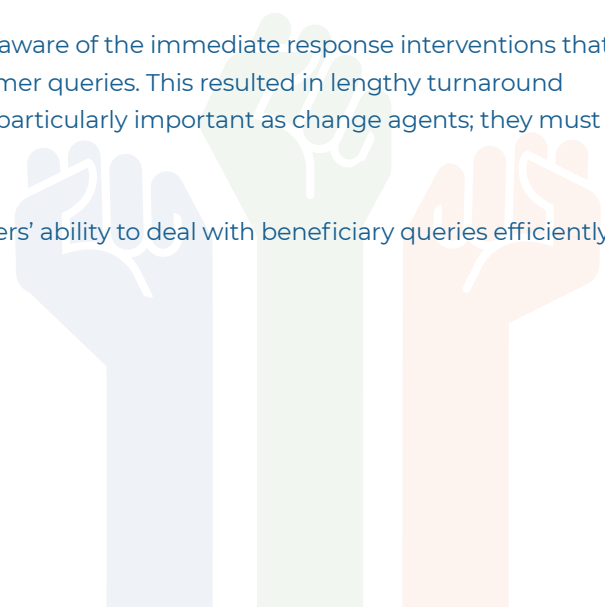 aware of the immediate response interventions that
mer queries. This resulted in lengthy turnaround
particularly important as change agents; they must
ers’ ability to deal with beneficiary queries efficiently